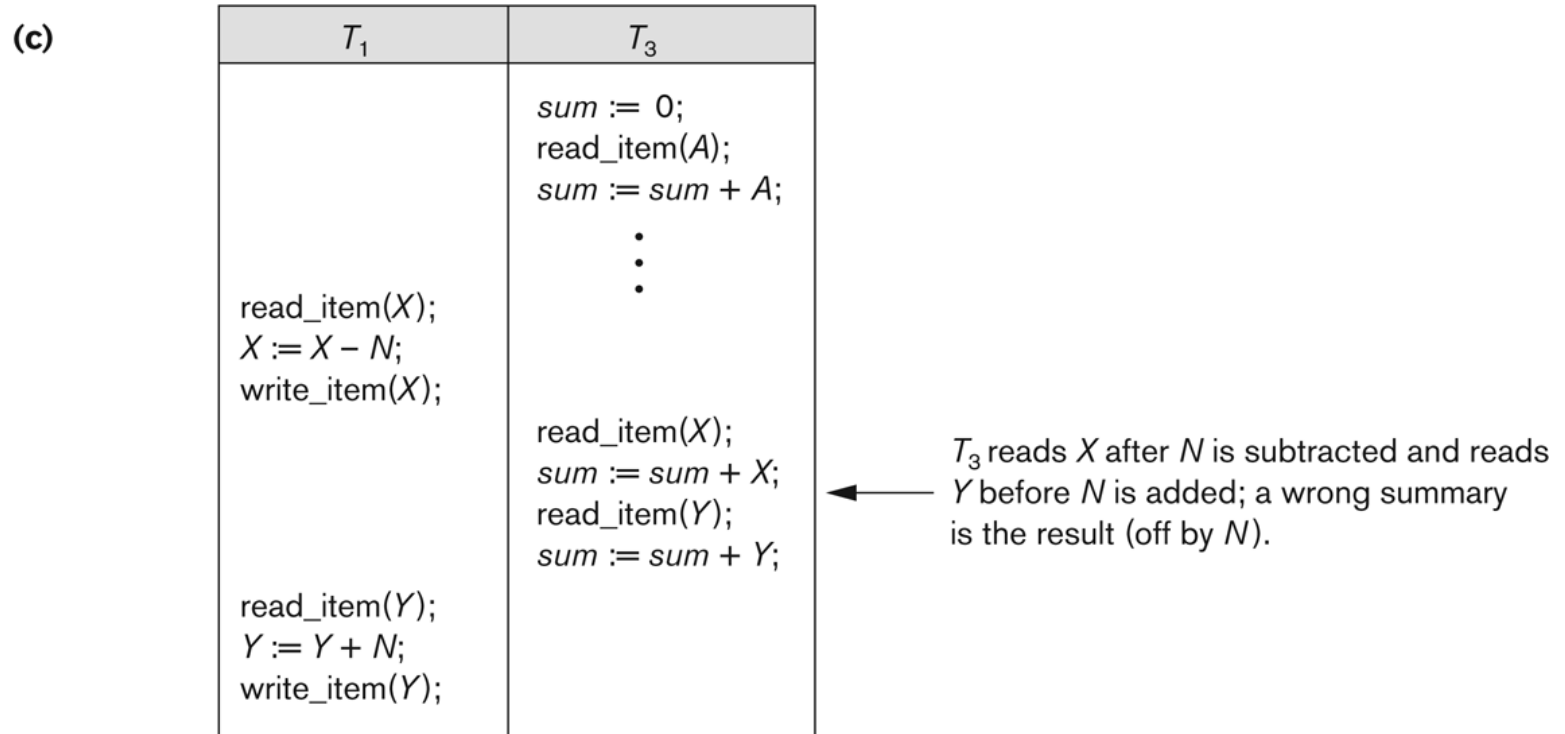 (c)
T₁ T₃
sum := 0;
read_item(A);
sum := sum + A;
read_item(X);
X := X – N;
write_item(X);
read_item(X);
sum := sum + X;
read_item(Y);
sum := sum + Y;
T₃ reads X after N is subtracted and reads
Y before N is added; a wrong summary
is the result (off by N).
read_item(Y);
Y := Y + N;
write_item(Y);